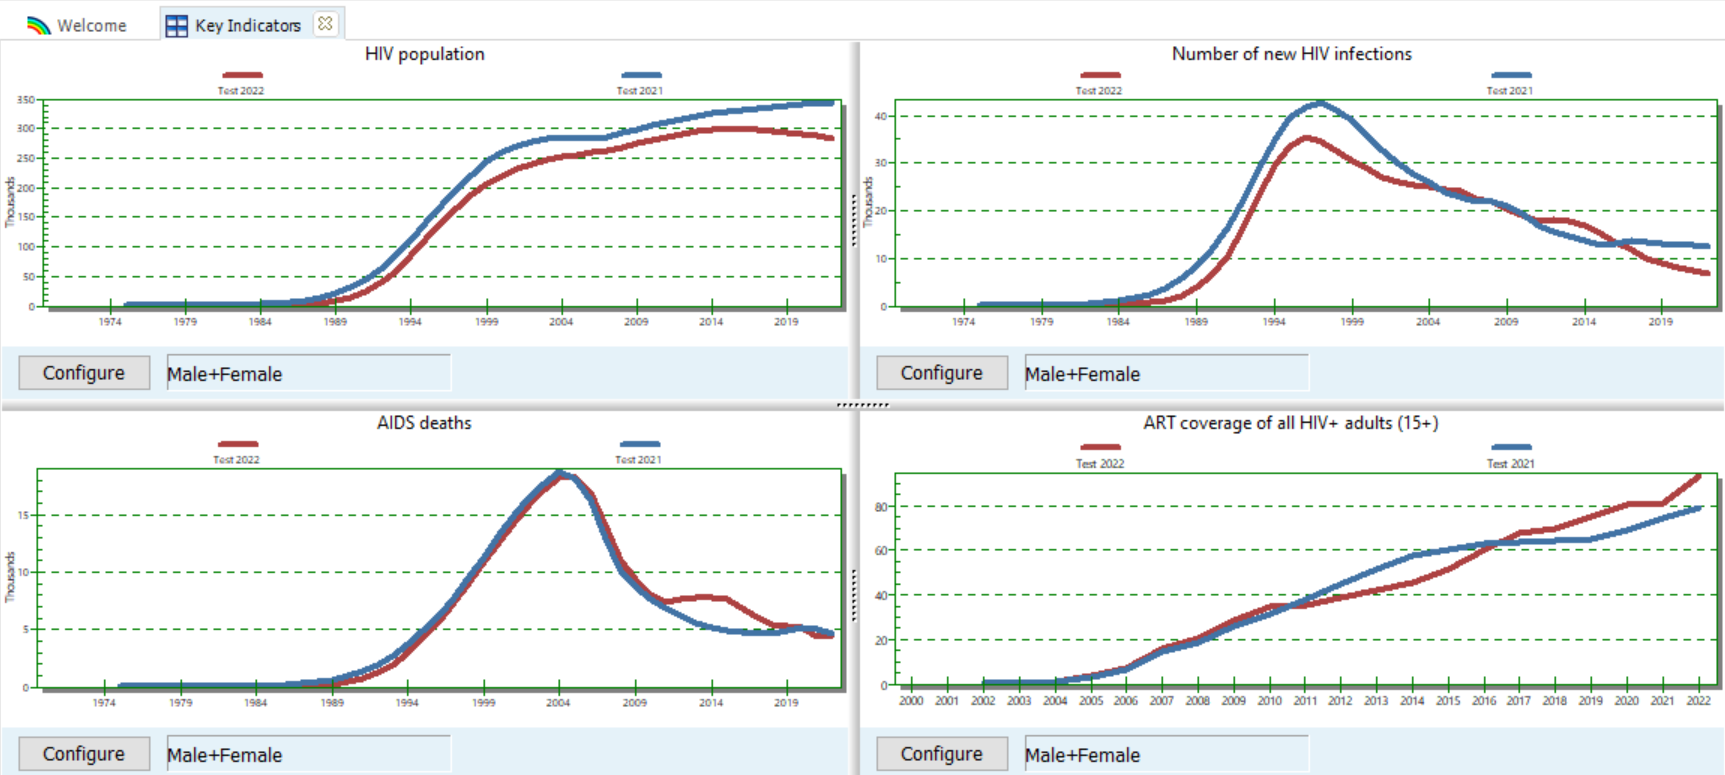 Welcome
Key Indicators
HIV population
Test 2022
Test 2021
350
300
250
200
150
100
50
0
Thousands
1974 1979 1984 1989 1994 1999 2004 2009 2014 2019
Configure
Male+Female
Number of new HIV infections
Test 2022
Test 2021
40
30
20
10
0
Thousands
1974 1979 1984 1989 1994 1999 2004 2009 2014 2019
Configure
Male+Female
AIDS deaths
Test 2022
Test 2021
15
10
5
0
Thousands
1974 1979 1984 1989 1994 1999 2004 2009 2014 2019
Configure
Male+Female
ART coverage of all HIV+ adults (15+)
Test 2022
Test 2021
80
60
40
20
0
2000 2001 2002 2003 2004 2005 2006 2007 2008 2009 2010 2011 2012 2013 2014 2015 2016 2017 2018 2019 2020 2021 2022
Configure
Male+Female